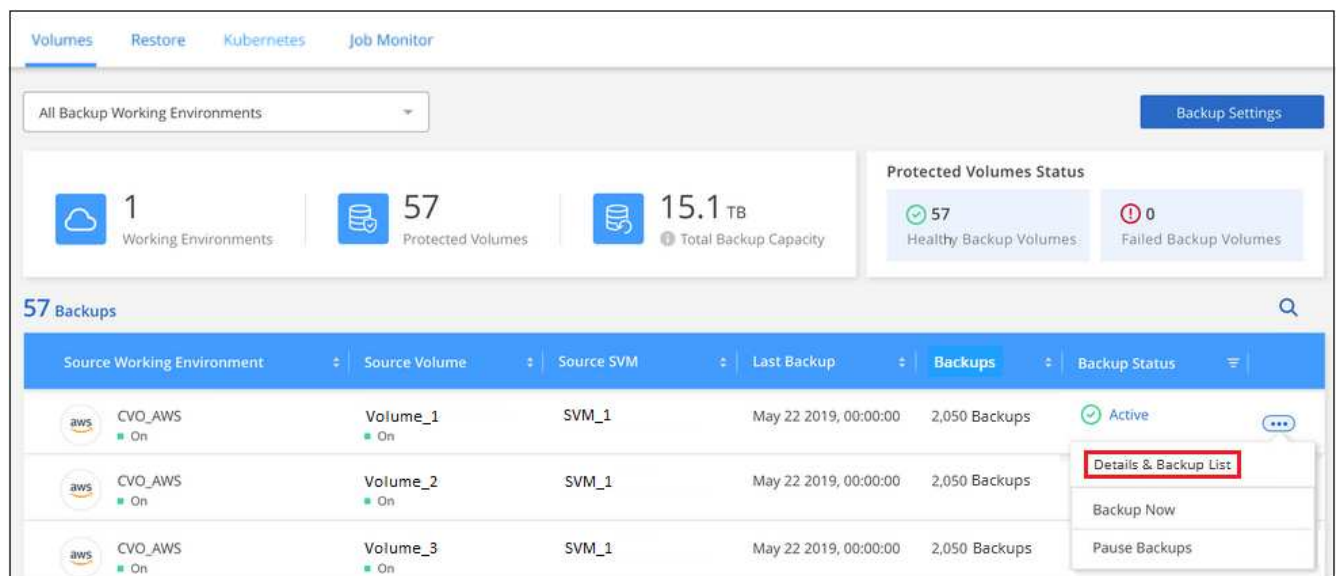 Volumes Restore Kubernetes Job Monitor
All Backup Working Environments
Backup Settings
1
Working Environments
57
Protected Volumes
15.1 TB
Total Backup Capacity
Protected Volumes Status
57
Healthy Backup Volumes
0
Failed Backup Volumes
57 Backups
Source Working Environment Source Volume Source SVM Last Backup Backups Backup Status
aws CVO_AWS Volume_1 SVM_1 May 22 2019, 00:00:00 2,050 Backups Active
On On
Details & Backup List
aws CVO_AWS Volume_2 SVM_1 May 22 2019, 00:00:00 2,050 Backups
On On
Backup Now
aws CVO_AWS Volume_3 SVM_1 May 22 2019, 00:00:00 2,050 Backups
Pause Backups
On On